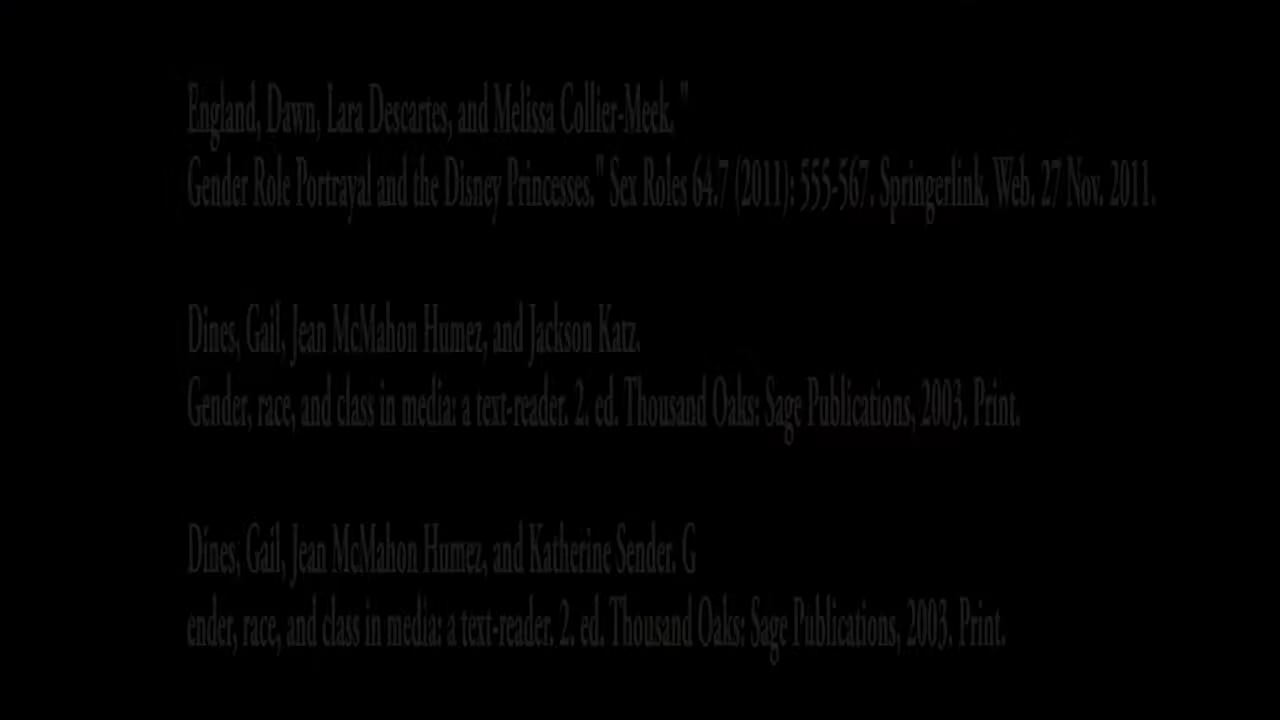 England, Dawn, Lara Descartes, and Melissa Collier-Meek. "
Gender Role Portrayal and the Disney Princesses." Sex Roles 64.7 (2011): 555-567. Springerlink. Web. 27 Nov. 2011.
Dines, Gail, Jean McMahon Humez, and Jackson Katz.
Gender, race, and class in media: a text-reader. 2. ed. Thousand Oaks: Sage Publications, 2003. Print.
Dines, Gail, Jean McMahon Humez, and Katherine Sender. G
ender, race, and class in media: a text-reader. 2. ed. Thousand Oaks: Sage Publications, 2003. Print.